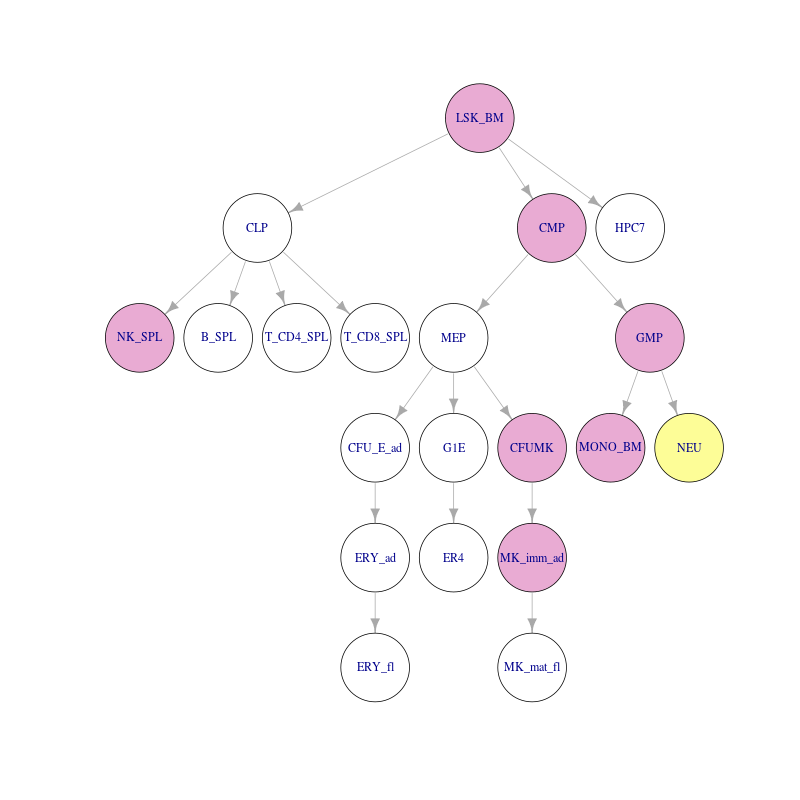 LSK_BM
CLP
CMP
HPC7
NK_SPL
B_SPL
T_CD4_SPL
T_CD8_SPL
MEP
GMP
CFU_E_ad
G1E
CFUMK
MONO_BM
NEU
ERY_ad
ER4
MK_imm_ad
ERY_fl
MK_mat_fl